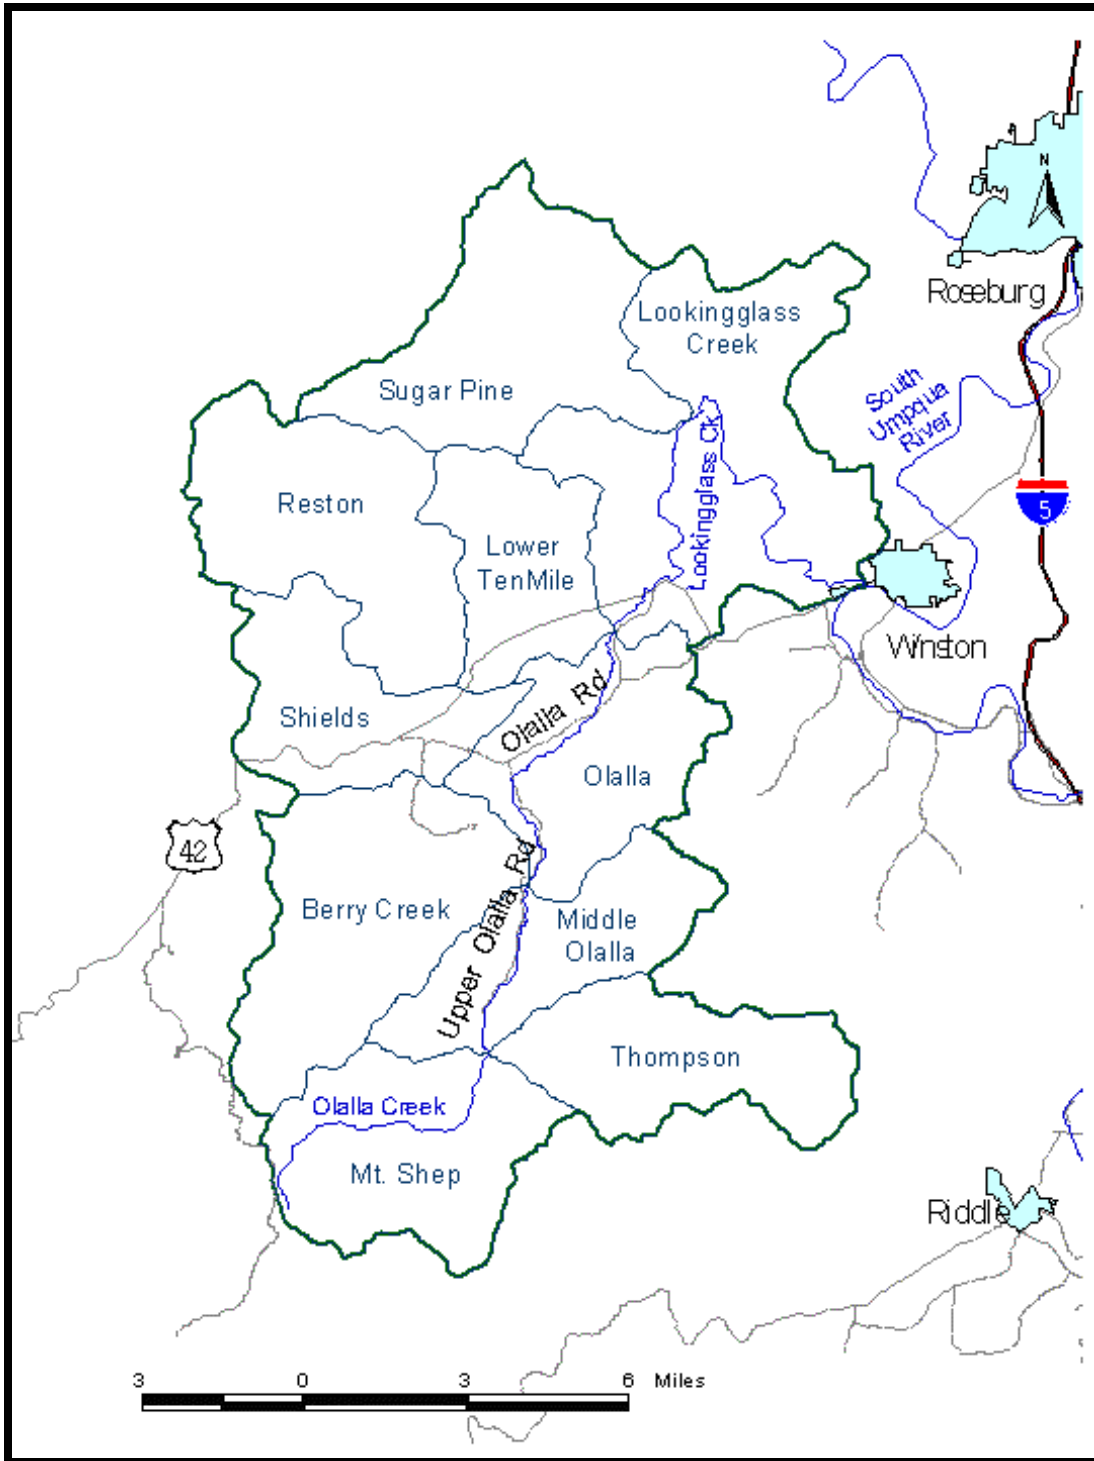 N
Roseburg
Lookingglass
Creek
South
Umpqua
River
Sugar Pine
Lookingglass Ck
Reston
5
Lower
TenMile
Winston
Olalla Rd
Shields
Olalla
42
Upper Olalla Rd
Berry Creek
Middle
Olalla
Thompson
Olalla Creek
Mt. Shep
Riddle
3 0 3 6 Miles